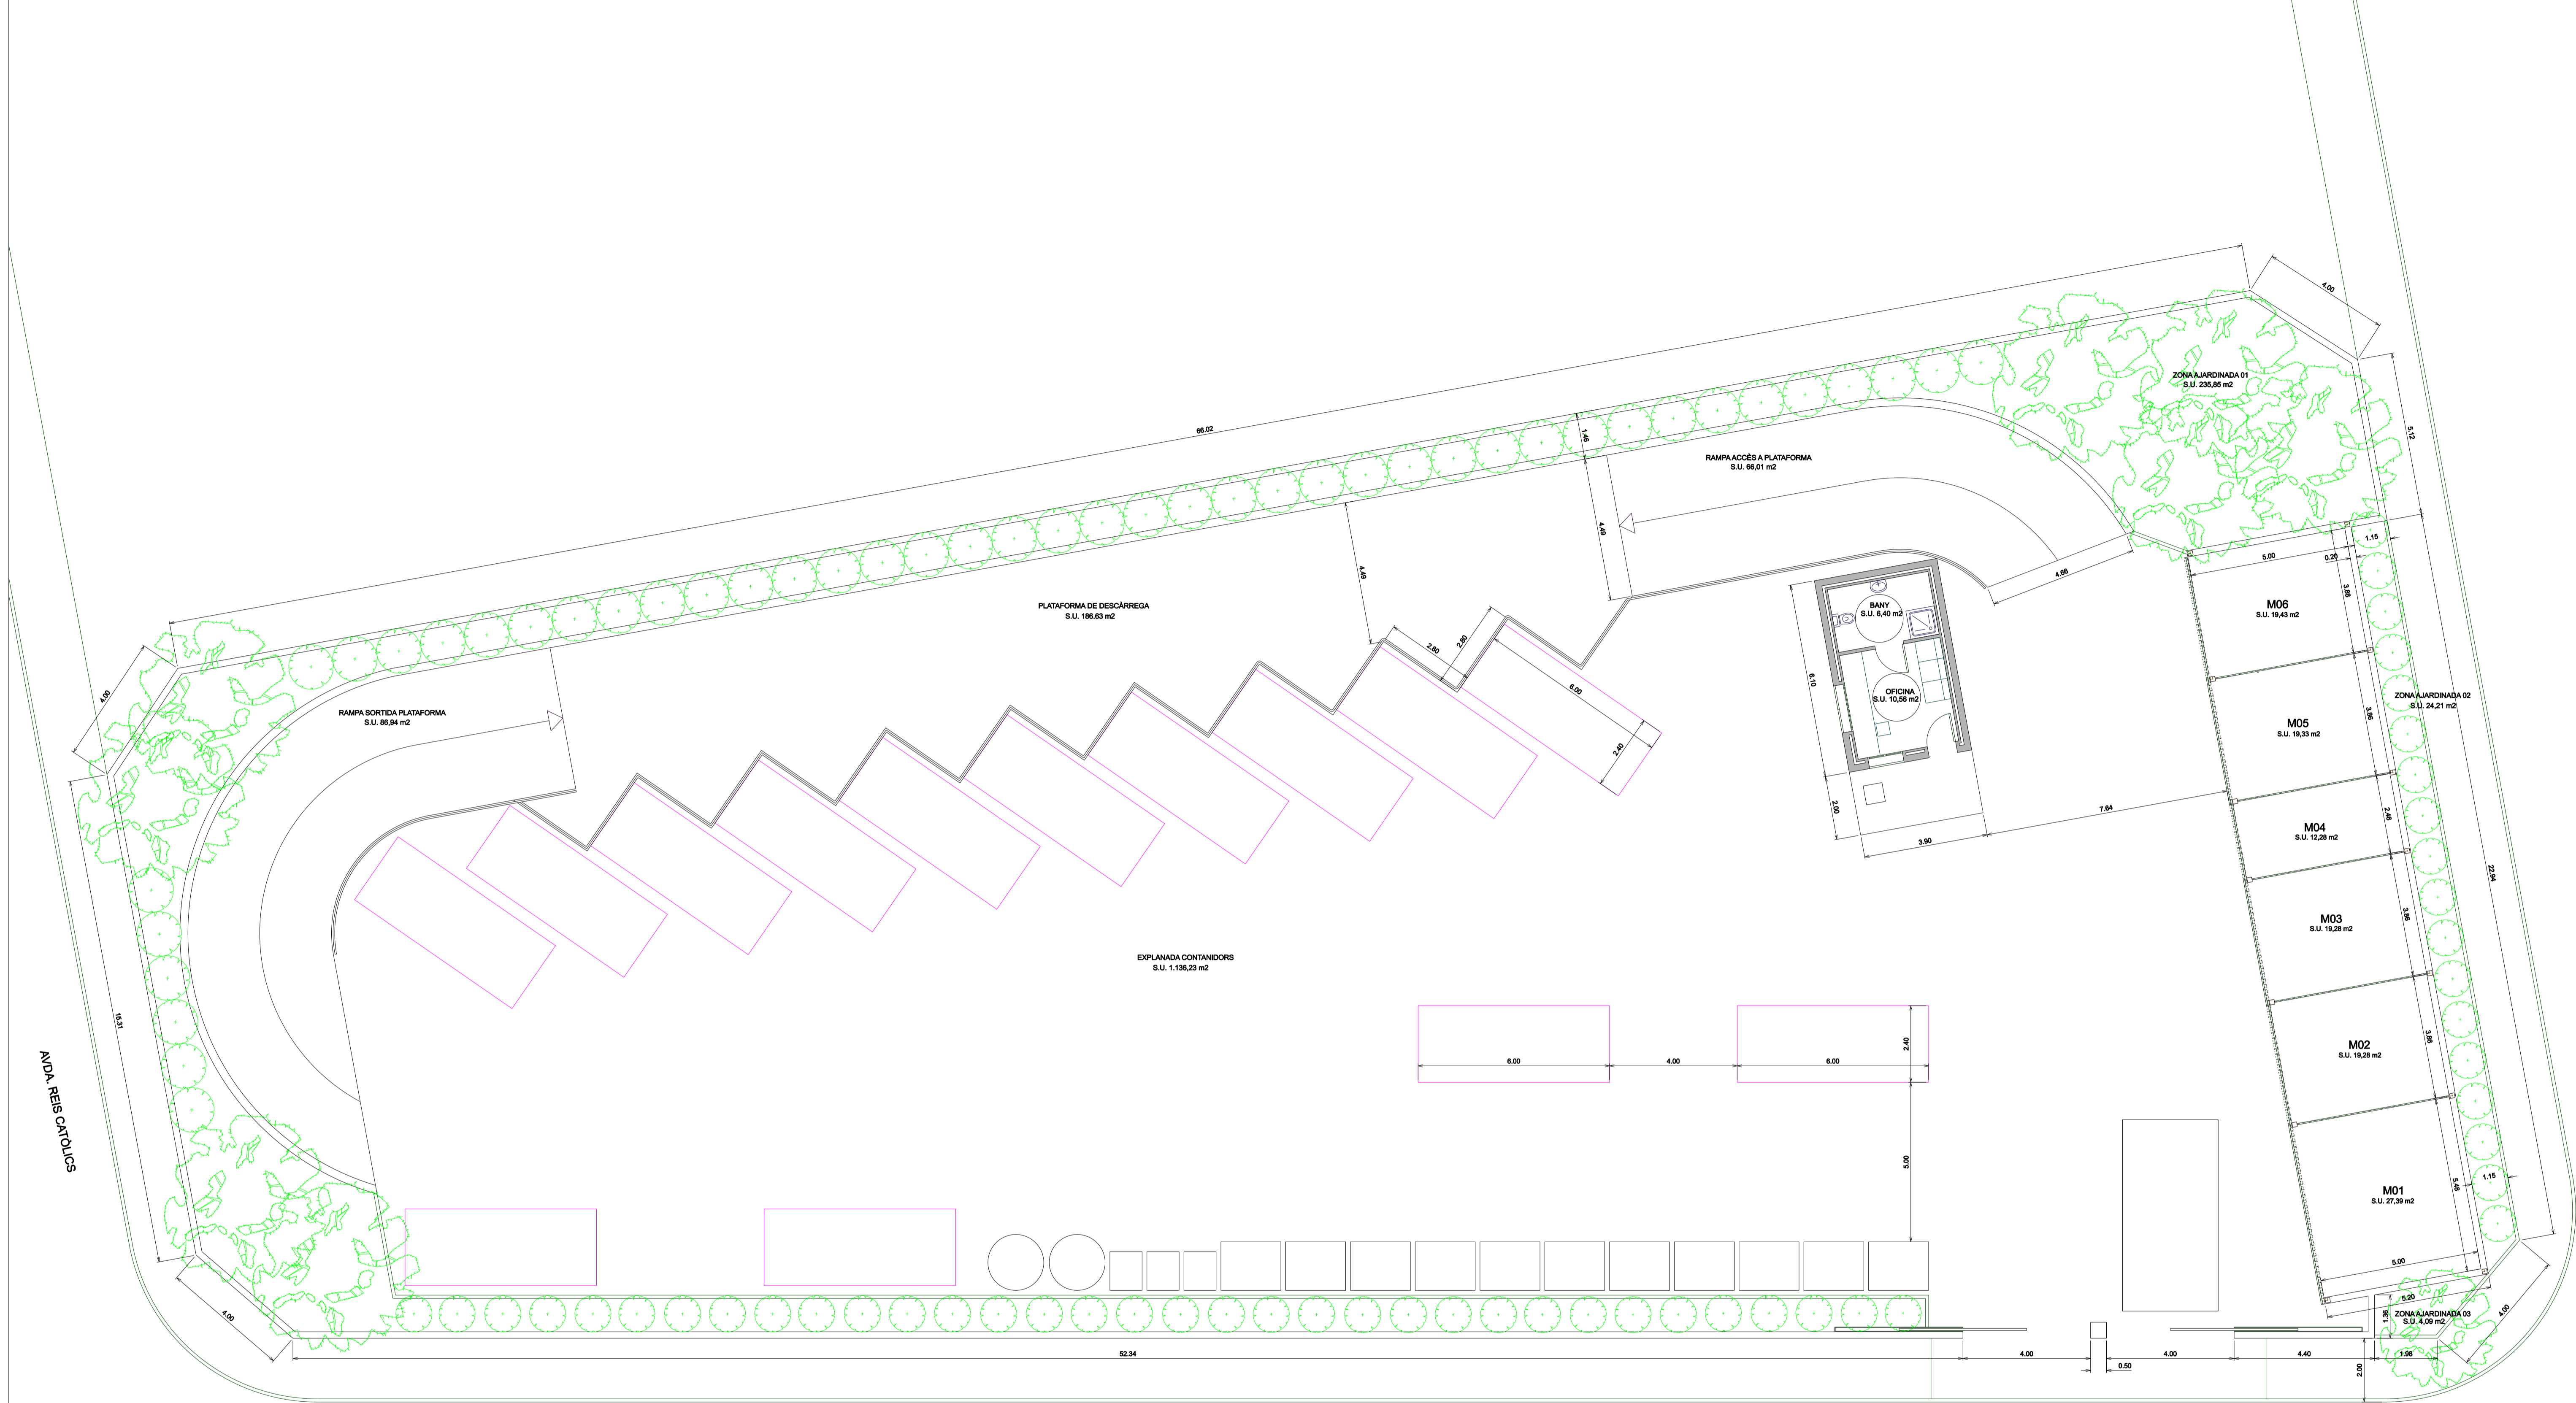 4.00
ZONA AJARDINADA 01
S.U. 235,85 m2
66.02
5.12
1.46
RAMPA ACCÈS A PLATAFORMA
S.U. 66,01 m2
4.49
4.49
1.15
5.00
0.20
4.66
3.86
PLATAFORMA DE DESCÀRREGA
S.U. 186.63 m2
BANY
S.U. 6,40 m2
M06
S.U. 19,43 m2
2.80
2.80
6.00
6.10
OFICINA
S.U. 10,56 m2
4.00
RAMPA SORTIDA PLATAFORMA
S.U. 86,94 m2
ZONA AJARDINADA 02
S.U. 24,21 m2
M05
S.U. 19,33 m2
3.86
2.40
2.00
7.64
3.90
2.46
M04
S.U. 12,28 m2
22.94
M03
S.U. 19,28 m2
3.86
EXPLANADA CONTANIDORS
S.U. 1.136,23 m2
15.31
AVDA. REIS CATÒLICS
6.00
4.00
6.00
2.40
M02
S.U. 19,28 m2
3.86
5.00
M01
S.U. 27,39 m2
5.48
1.15
5.00
5.20
4.00
1.36
ZONA AJARDINADA 03
S.U. 4,09 m2
4.00
52.34
4.00
0.50
4.00
4.40
1.98
2.00